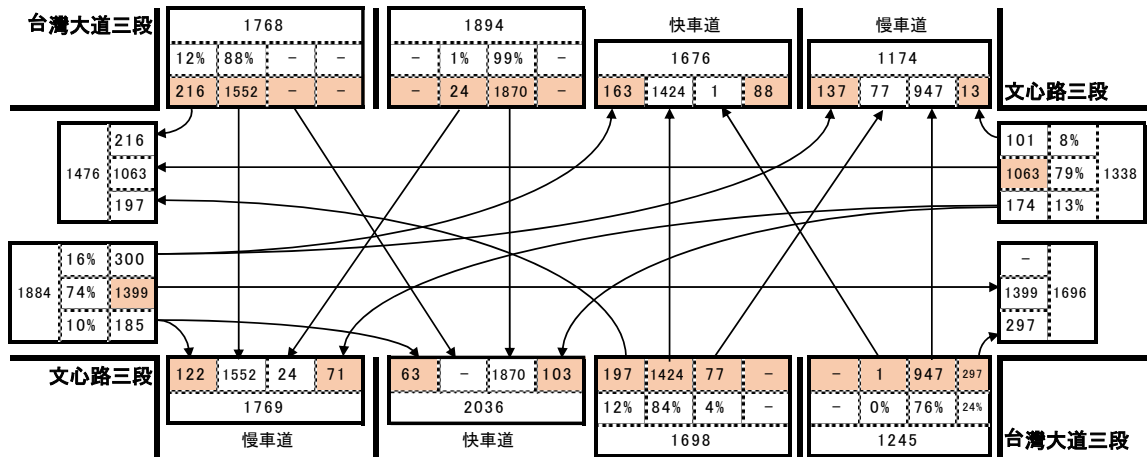 台灣大道三段 1768 1894 快車道 慢車道
12% 88% - - - 1% 99% - 1676 1174
216 1552 - - - 24 1870 - 163 1424 1 88 137 77 947 13 文心路三段
216 101 8%
1476 1063 1063 79% 1338
197 174 13%
16% 300 -
1884 74% 1399 1399 1696
10% 185 297
文心路三段 122 1552 24 71 63 - 1870 103 197 1424 77 - - 1 947 297
1769 2036 12% 84% 4% - - 0% 76% 24%
慢車道 快車道 1698 1245 台灣大道三段